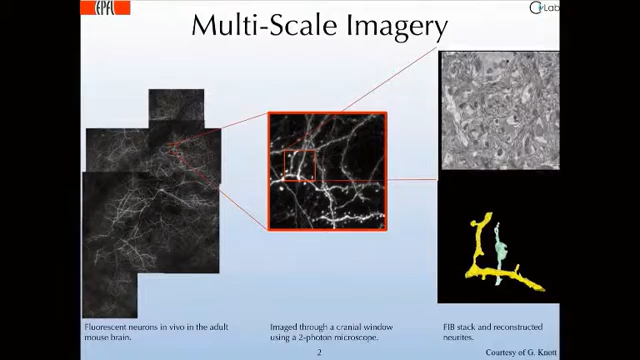 EPFL
CVLab
Multi-Scale Imagery
Fluorescent neurons in vivo in the adult
mouse brain.
Imaged through a cranial window
using a 2-photon microscope.
FIB stack and reconstructed
neurites.
2
Courtesy of G. Knott